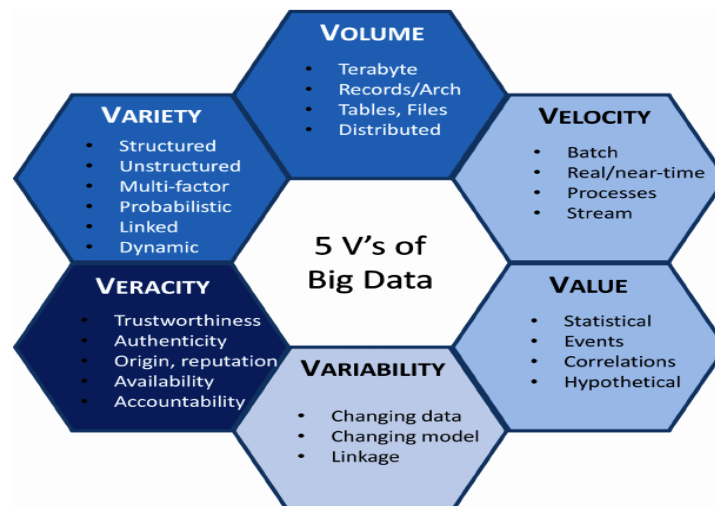 VOLUME
• Terabyte
• Records/Arch
• Tables, Files
• Distributed
VARIETY
• Structured
• Unstructured
• Multi-factor
• Probabilistic
• Linked
• Dynamic
VELOCITY
• Batch
• Real/near-time
• Processes
• Stream
5 V's of
Big Data
VERACITY
• Trustworthiness
• Authenticity
• Origin, reputation
• Availability
• Accountability
VALUE
• Statistical
• Events
• Correlations
• Hypothetical
VARIABILITY
• Changing data
• Changing model
• Linkage